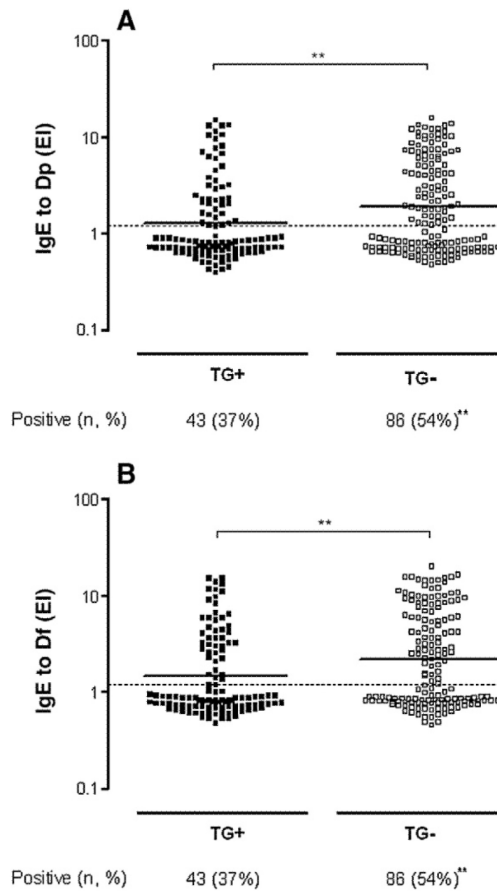 A
**
100
10
1
0.1
IgE to Dp (EI)
TG+ TG-
Positive (n, %) 43 (37%) 86 (54%)**
B
**
100
10
1
0.1
IgE to Df (EI)
TG+ TG-
Positive (n, %) 43 (37%) 86 (54%)**